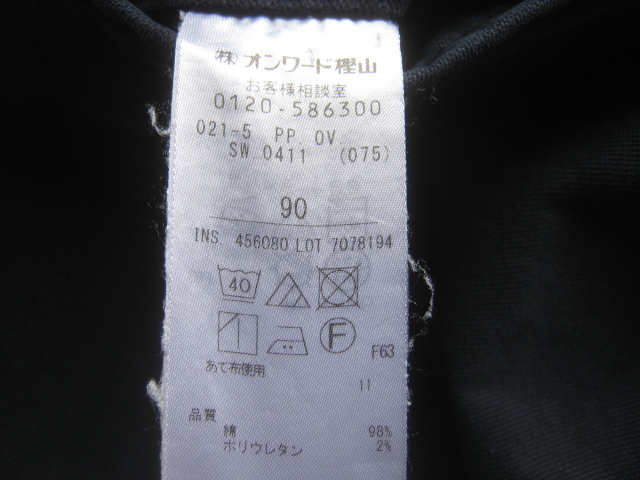 ㈱オンワード樫山
お客様相談室
0120-586300
021-5 PP OV.
SW.0411 (075)
90
INS. 456080 LOT 7078194
40
F
F63
あて布使用
11
品質
綿 98%
ポリウレタン 2%